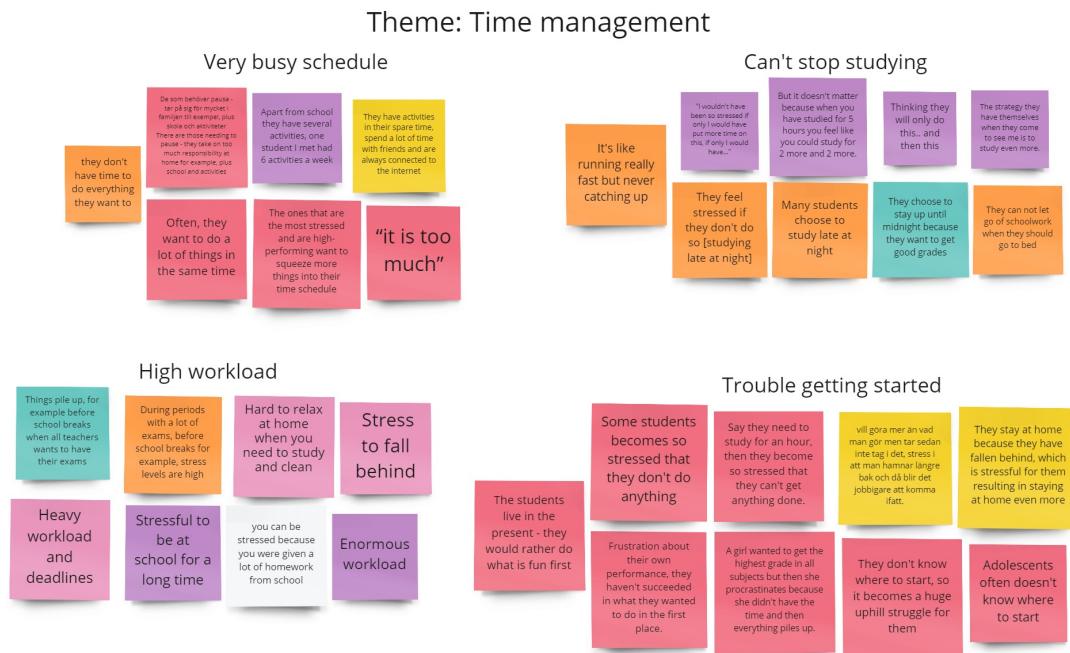 Theme: Time management
Very busy schedule
they don't
have time to
do everything
they want to
De som behöver pausa -
tar på sig för mycket i
familjen till exempel, plus
skola och aktiviteter
There are those needing to
pause - they take on too
much responsibility at
home for example, plus
school and activities
Apart from school
they have several
activities, one
student I met had
6 activities a week
They have activities
in their spare time,
spend a lot of time
with friends and are
always connected to
the internet
Often, they
want to do a
lot of things in
the same time
The ones that are
the most stressed
and are high-
performing want to
squeeze more
things into their
time schedule
“it is too
much”
Can't stop studying
It's like
running really
fast but never
catching up
"I wouldn't have
been so stressed if
only I would have
put more time on
this, if only I would
have..."
But it doesn't matter
because when you
have studied for 5
hours you feel like
you could study for
2 more and 2 more.
Thinking they
will only do
this.. and
then this
The strategy they
have themselves
when they come
to see me is to
study even more.
They feel
stressed if
they don't do
so [studying
late at night]
Many students
choose to
study late at
night
They choose to
stay up until
midnight because
they want to get
good grades
They can not let
go of schoolwork
when they should
go to bed
High workload
Things pile up, for
example before
school breaks
when all teachers
wants to have
their exams
During periods
with a lot of
exams, before
school breaks for
example, stress
levels are high
Hard to relax
at home
when you
need to study
and clean
Stress
to fall
behind
Heavy
workload
and
deadlines
Stressful to
be at
school for a
long time
you can be
stressed because
you were given a
lot of homework
from school
Enormous
workload
Trouble getting started
The students
live in the
present - they
would rather do
what is fun first
Some students
becomes so
stressed that
they don't do
anything
Say they need to
study for an hour,
then they become
so stressed that
they can't get
anything done.
vill göra mer än vad
man gör men tar sedan
inte tag i det, stress i
att man hamnar längre
bak och då blir det
jobbigare att komma
ifatt.
They stay at home
because they have
fallen behind, which
is stressful for them
resulting in staying
at home even more
Frustration about
their own
performance, they
haven't succeeded
in what they wanted
to do in the first
place.
A girl wanted to get the
highest grade in all
subjects but then she
procrastinates because
she didn't have the
time and then
everything piles up.
They don't know
where to start, so
it becomes a huge
uphill struggle for
them
Adolescents
often doesn't
know where
to start